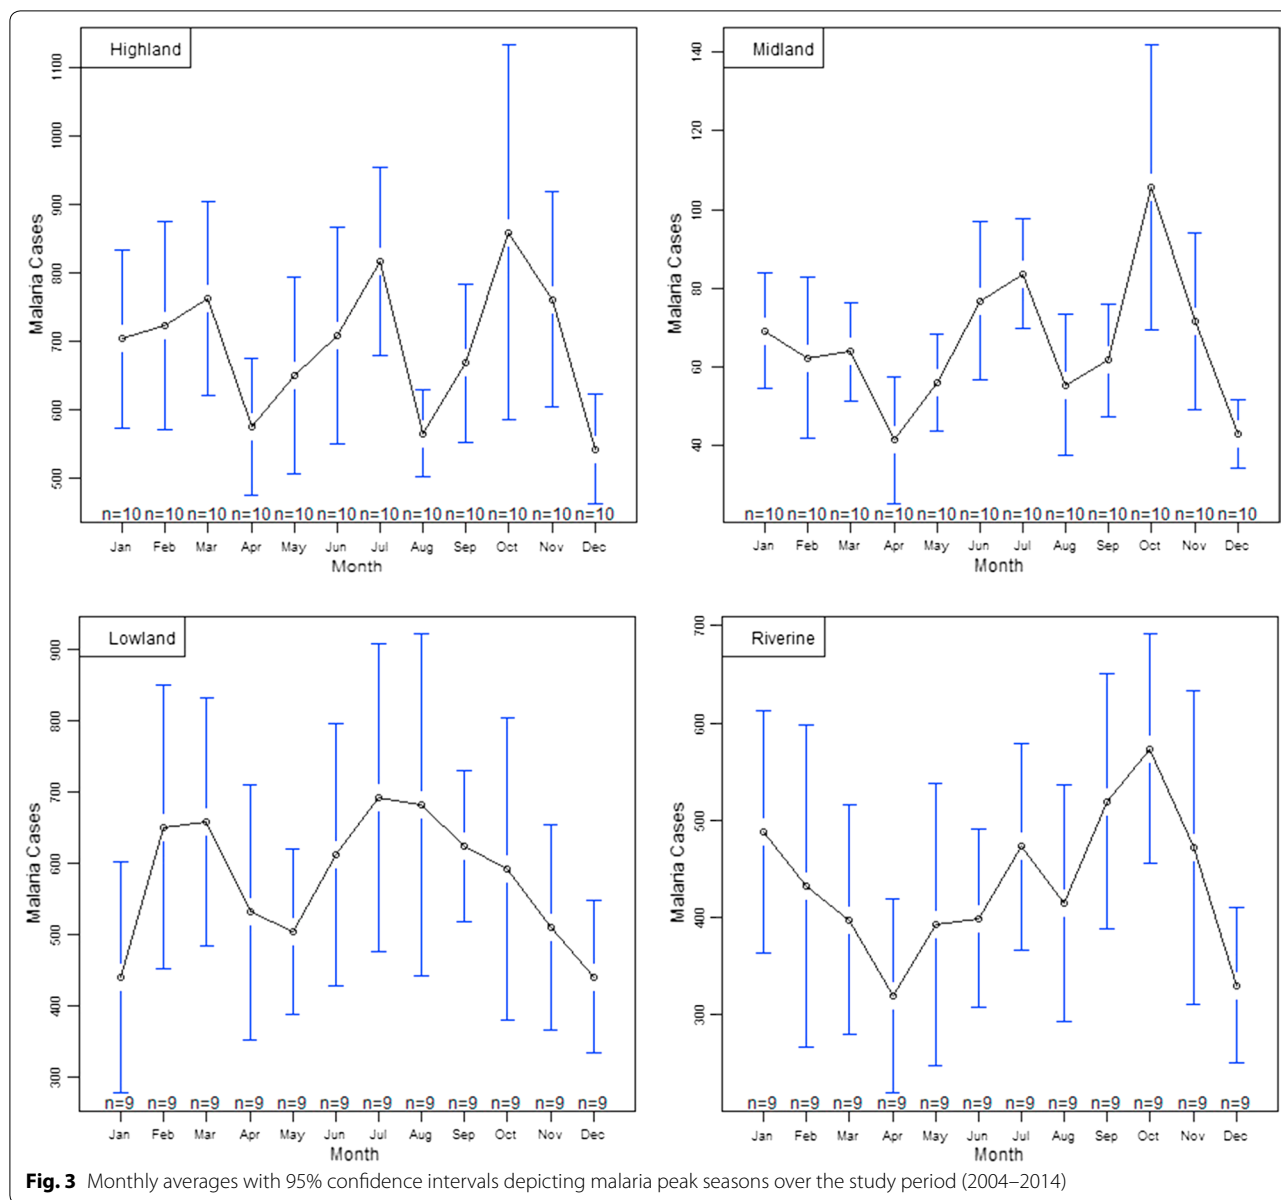 Highland
Malaria Cases
1100
1000
900
800
700
600
500
n=10 n=10 n=10 n=10 n=10 n=10 n=10 n=10 n=10 n=10 n=10 n=10
Jan Feb Mar Apr May Jun Jul Aug Sep Oct Nov Dec
Month
Midland
Malaria Cases
140
120
100
80
60
40
n=10 n=10 n=10 n=10 n=10 n=10 n=10 n=10 n=10 n=10 n=10 n=10
Jan Feb Mar Apr May Jun Jul Aug Sep Oct Nov Dec
Month
Lowland
Malaria Cases
900
800
700
600
500
400
300
n=9 n=9 n=9 n=9 n=9 n=9 n=9 n=9 n=9 n=9 n=9 n=9
Jan Feb Mar Apr May Jun Jul Aug Sep Oct Nov Dec
Month
Riverine
Malaria Cases
700
600
500
400
300
n=9 n=9 n=9 n=9 n=9 n=9 n=9 n=9 n=9 n=9 n=9 n=9
Jan Feb Mar Apr May Jun Jul Aug Sep Oct Nov Dec
Month
Fig. 3 Monthly averages with 95% confidence intervals depicting malaria peak seasons over the study period (2004–2014)